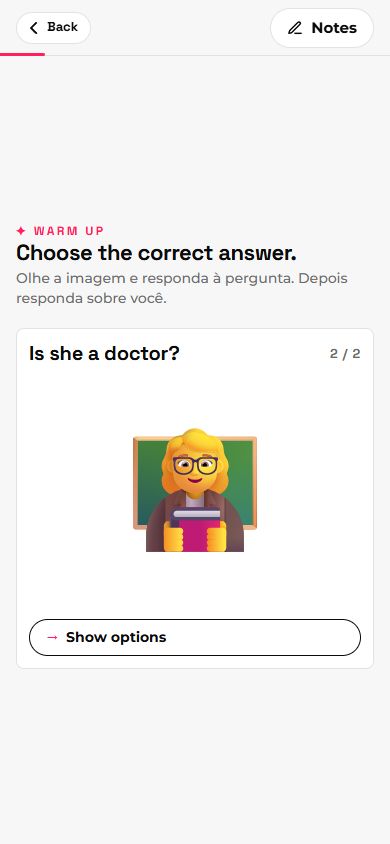 Back
Notes
WARM UP
Choose the correct answer.
Olhe a imagem e responda à pergunta. Depois
responda sobre você.
Is she a doctor?
2 / 2
→ Show options